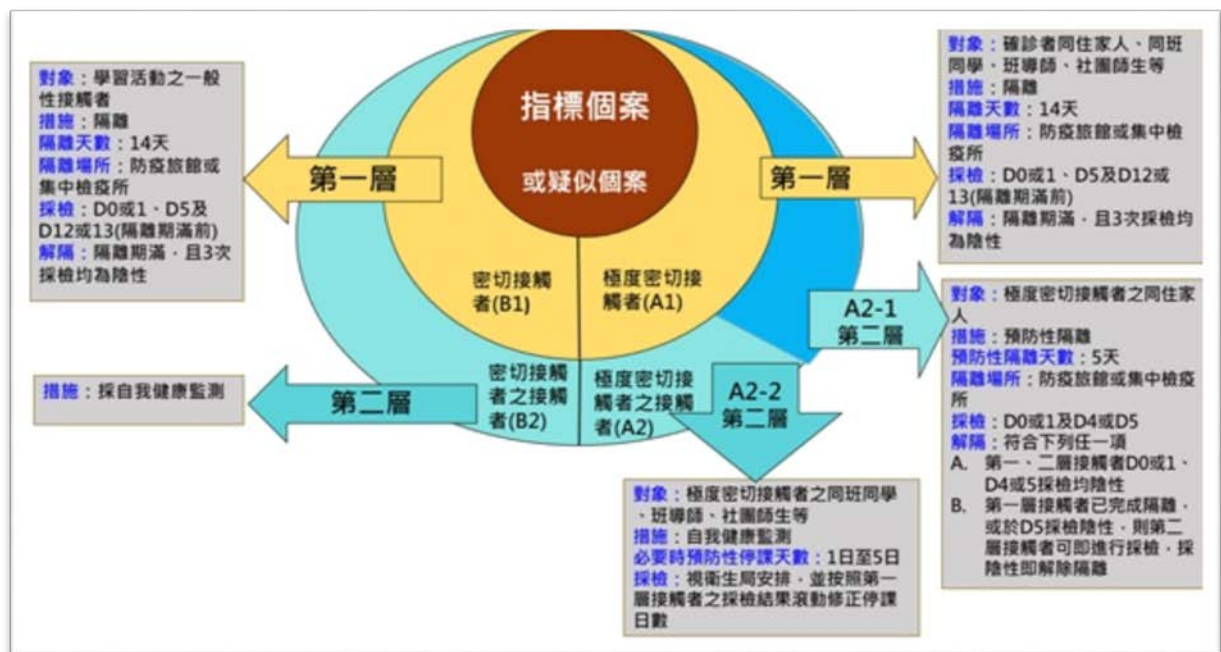 對象：學習活動之一般
性接觸者
措施：隔離
隔離天數：14天
隔離場所：防疫旅館或
集中檢疫所
採檢：D0或1、D5及
D12或13(隔離期滿前)
解隔：隔離期滿，且3次
採檢均為陰性
指標個案
或疑似個案
第一層
第一層
對象：確診者同住家人、同班
同學、班導師、社團師生等
措施：隔離
隔離天數：14天
隔離場所：防疫旅館或集中檢疫
所
採檢：D0或1、D5及D12或
13(隔離期滿前)
解隔：隔離期滿，且3次採檢均
為陰性
密切接觸
者(B1)
極度密切接
觸者(A1)
A2-1
第二層
對象：極度密切接觸者之同住家
人
措施：預防性隔離
預防性隔離天數：5天
隔離場所：防疫旅館或集中檢疫
所
採檢：D0或1及D4或D5
解隔：符合下列任一項
A. 第一、二層接觸者D0或1、
D4或5採檢均陰性
B. 第一層接觸者已完成隔離，
或於D5採檢陰性，則第二
層接觸者可即進行採檢，採
陰性即解除隔離
措施：採自我健康監測
第二層
密切接觸
者之接觸
者(B2)
極度密切接
觸者之接觸
者(A2)
A2-2
第二層
對象：極度密切接觸者之同班同學
、班導師、社團師生等
措施：自我健康監測
必要時預防性停課天數：1日至5日
採檢：視衛生局安排，並按照第一
層接觸者之採檢結果滾動修正停課
日數